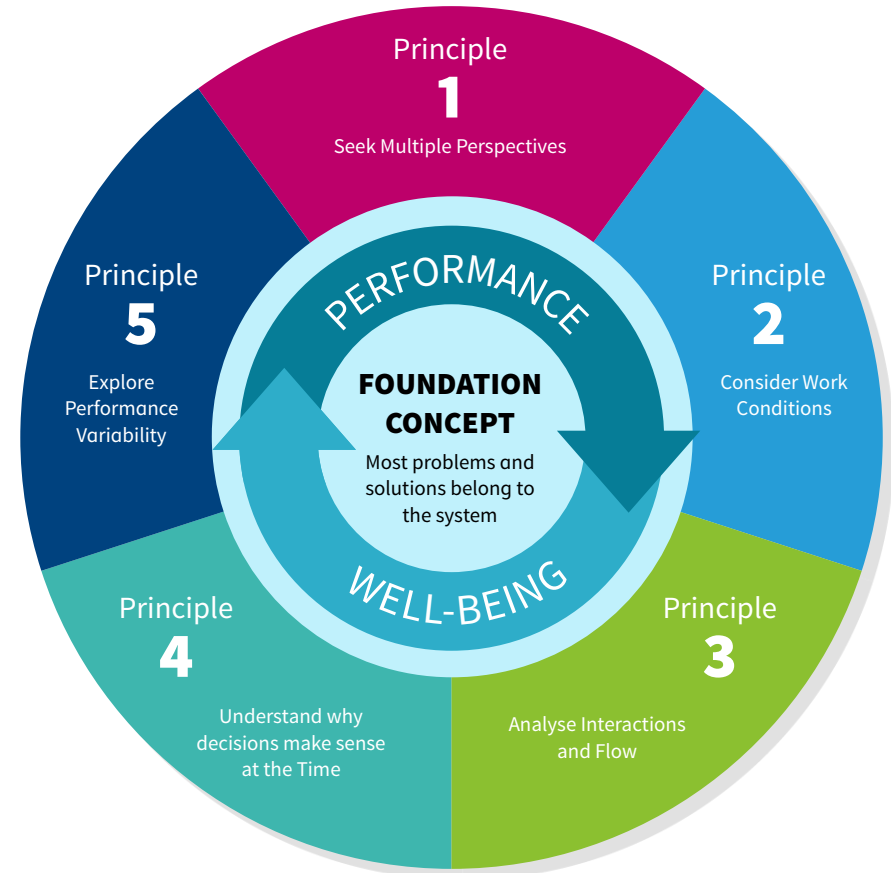 Principle
1
Seek Multiple Perspectives
Principle
2
Consider Work
Conditions
Principle
3
Analyse Interactions
and Flow
Principle
4
Understand why
decisions make sense
at the Time
Principle
5
Explore
Performance
Variability
PERFORMANCE
FOUNDATION
CONCEPT
Most problems and
solutions belong to
the system
WELL-BEING